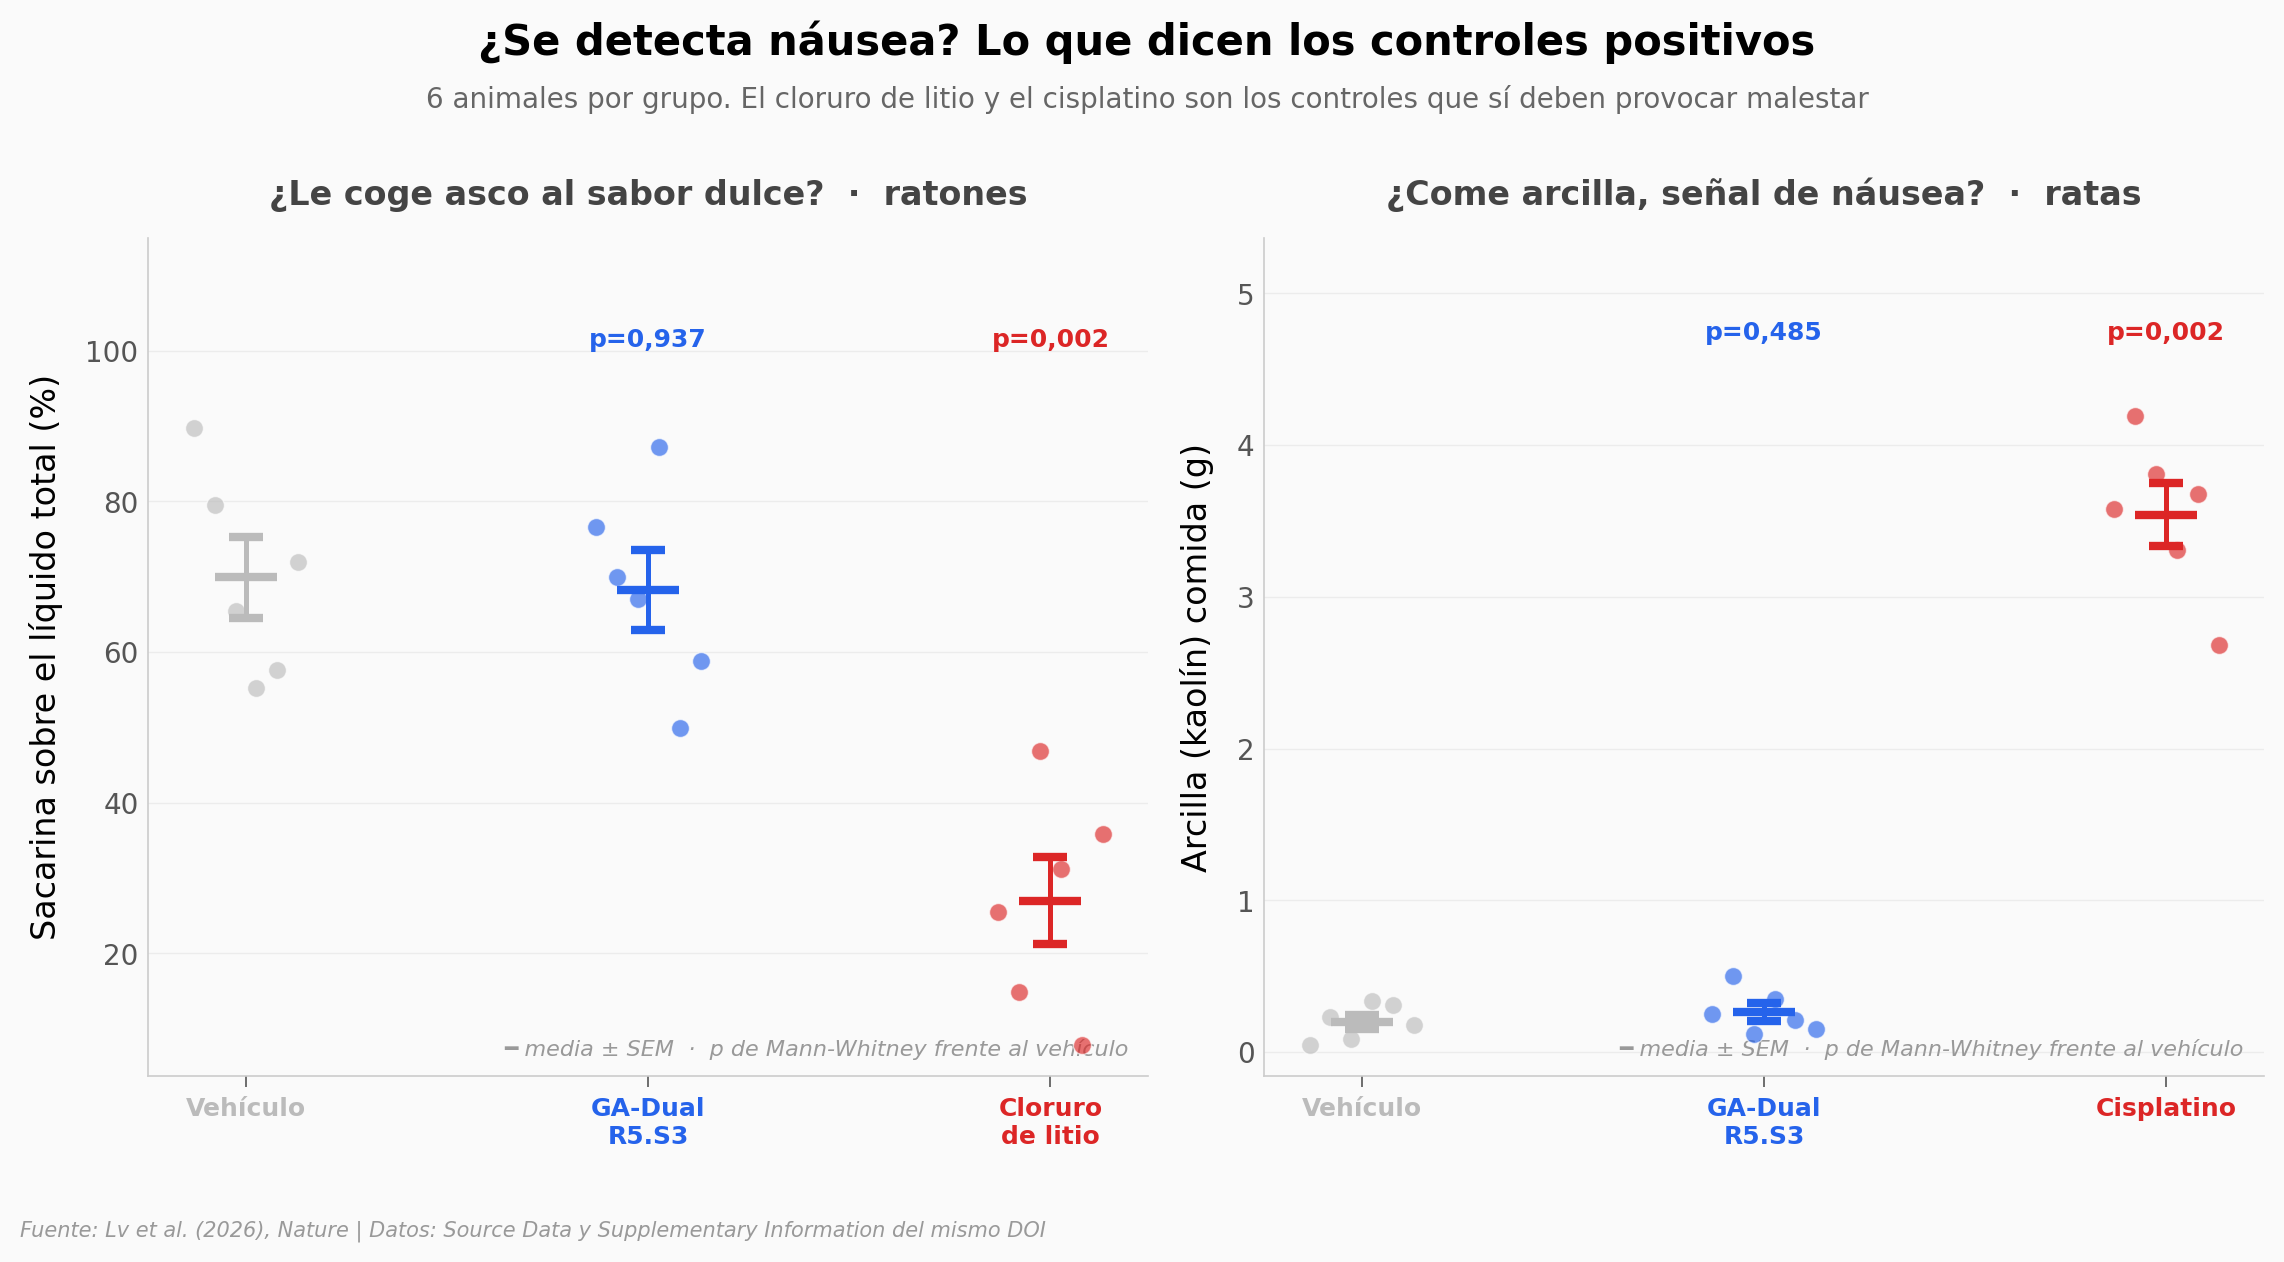 ¿Se detecta náusea? Lo que dicen los controles positivos
6 animales por grupo. El cloruro de litio y el cisplatino son los controles que sí deben provocar malestar
¿Le coge asco al sabor dulce?  ·  ratones
Sacarina sobre el líquido total (%)
100
80
60
40
20
p=0,937
p=0,002
━ media ± SEM  ·  p de Mann-Whitney frente al vehículo
Vehículo
GA-Dual
R5.S3
Cloruro
de litio
¿Come arcilla, señal de náusea?  ·  ratas
Arcilla (kaolín) comida (g)
5
4
3
2
1
0
p=0,485
p=0,002
━ media ± SEM  ·  p de Mann-Whitney frente al vehículo
Vehículo
GA-Dual
R5.S3
Cisplatino
Fuente: Lv et al. (2026), Nature | Datos: Source Data y Supplementary Information del mismo DOI